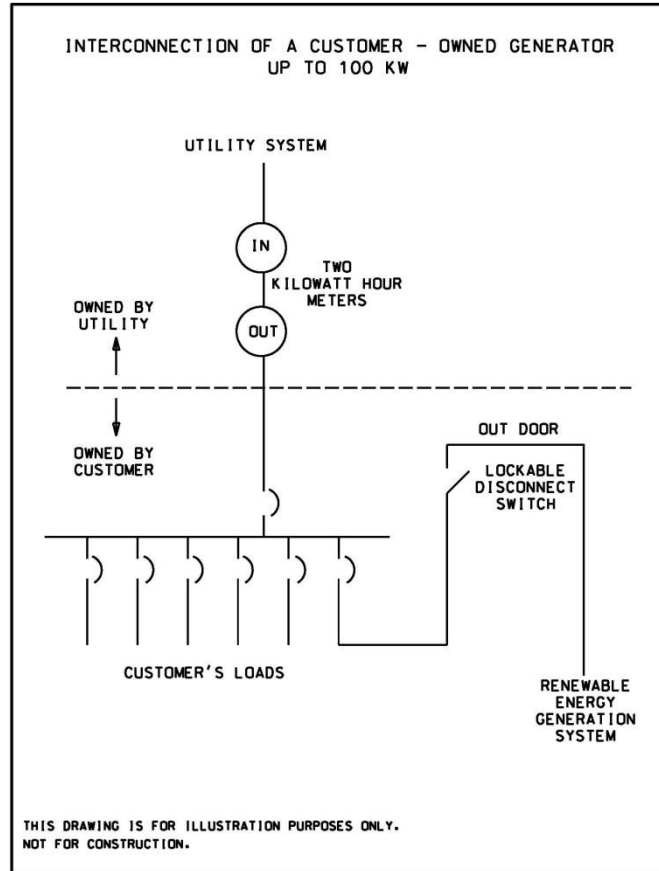 INTERCONNECTION OF A CUSTOMER - OWNED GENERATOR
UP TO 100 KW
UTILITY SYSTEM
IN
TWO
KILOWATT HOUR
METERS
OUT
OWNED BY
UTILITY
OWNED BY
CUSTOMER
OUT DOOR
LOCKABLE
DISCONNECT
SWITCH
CUSTOMER'S LOADS
RENEWABLE
ENERGY
GENERATION
SYSTEM
THIS DRAWING IS FOR ILLUSTRATION PURPOSES ONLY.
NOT FOR CONSTRUCTION.